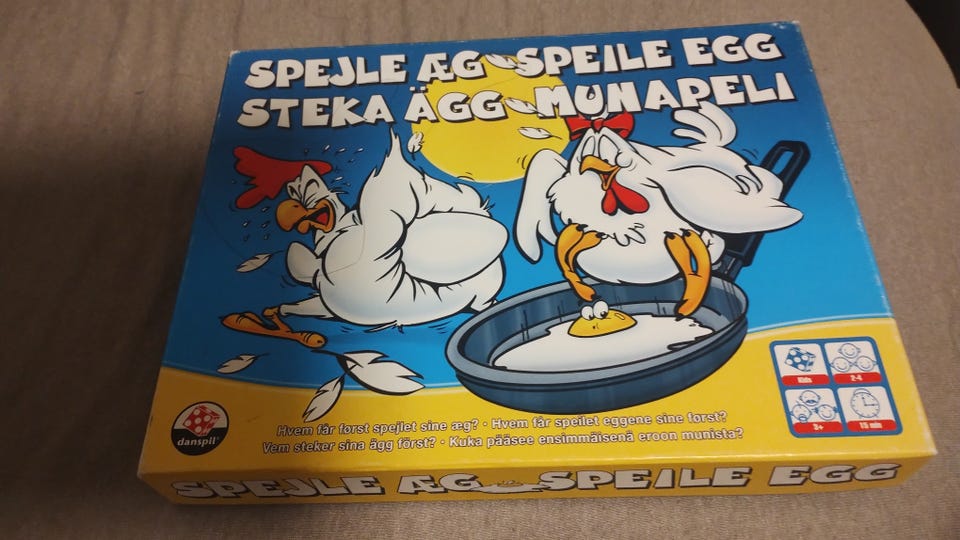 SPEJLE ÆG SPEILE EGG
STEKA ÄGG MUNAPELI
Hvem får først spejlet sine æg? · Hvem får speilet eggene sine først?
Vem steker sina ägg först? · Kuka pääsee ensimmäisenä eroon munista?
danspil®
Kids
2-4
3+
15 min
SPEJLE ÆG SPEILE EGG